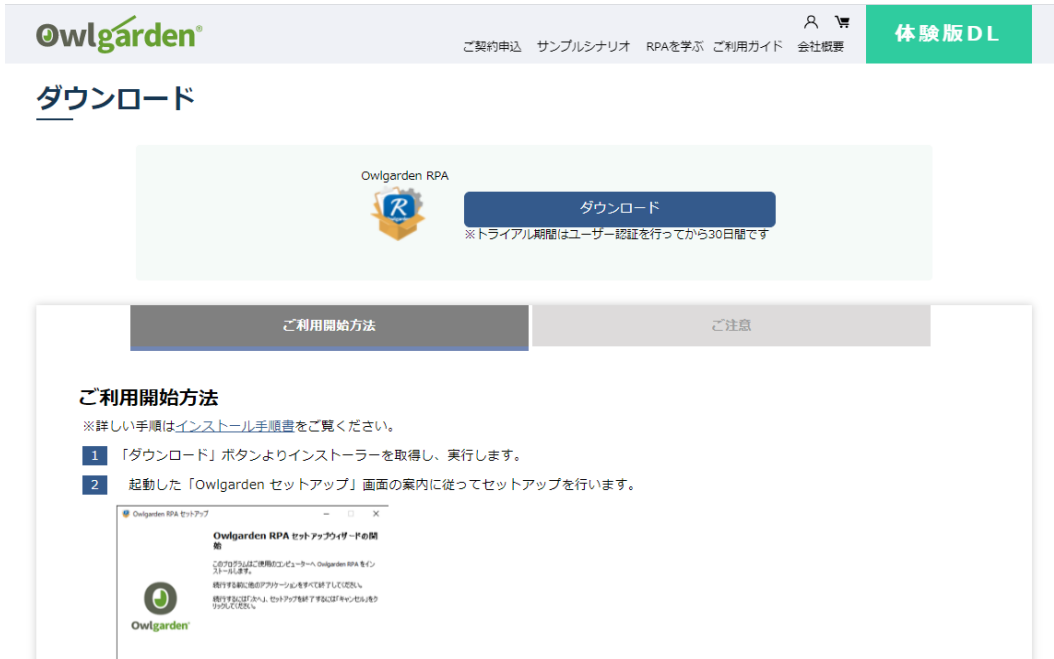 Owlgarden®
ご契約申込 サンプルシナリオ RPAを学ぶ ご利用ガイド 会社概要
体験版DL
ダウンロード
Owlgarden RPA
ダウンロード
※トライアル期間はユーザー認証を行ってから30日間です
ご利用開始方法
ご注意
ご利用開始方法
※詳しい手順はインストール手順書をご覧ください。
1 「ダウンロード」ボタンよりインストーラーを取得し、実行します。
2 起動した「Owlgarden セットアップ」画面の案内に従ってセットアップを行います。
Owlgarden RPA セットアップ
Owlgarden RPA セットアップウィザードの開
始
このプログラムはご使用のコンピューターへ Owlgarden RPA をイン
ストールします。
続行する前に他のアプリケーションをすべて終了してください。
続行するには「次へ」、セットアップを終了するには「キャンセル」をク
リックしてください。
Owlgarden®